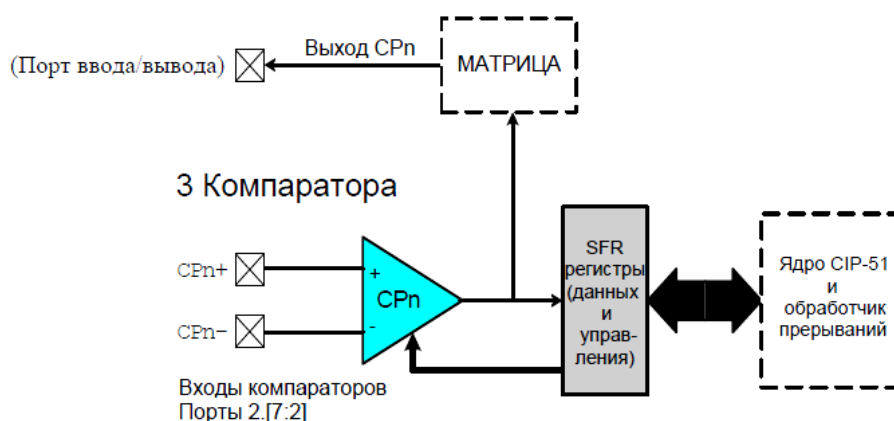 Выход CPn
(Порт ввода/вывода)
МАТРИЦА
3 Компаратора
CPn+
+
CPn
CPn−
-
SFR
регистры
(данных
и
управ-
ления)
Ядро CIP-51
и
обработчик
прерываний
Входы компараторов
Порты 2.[7:2]